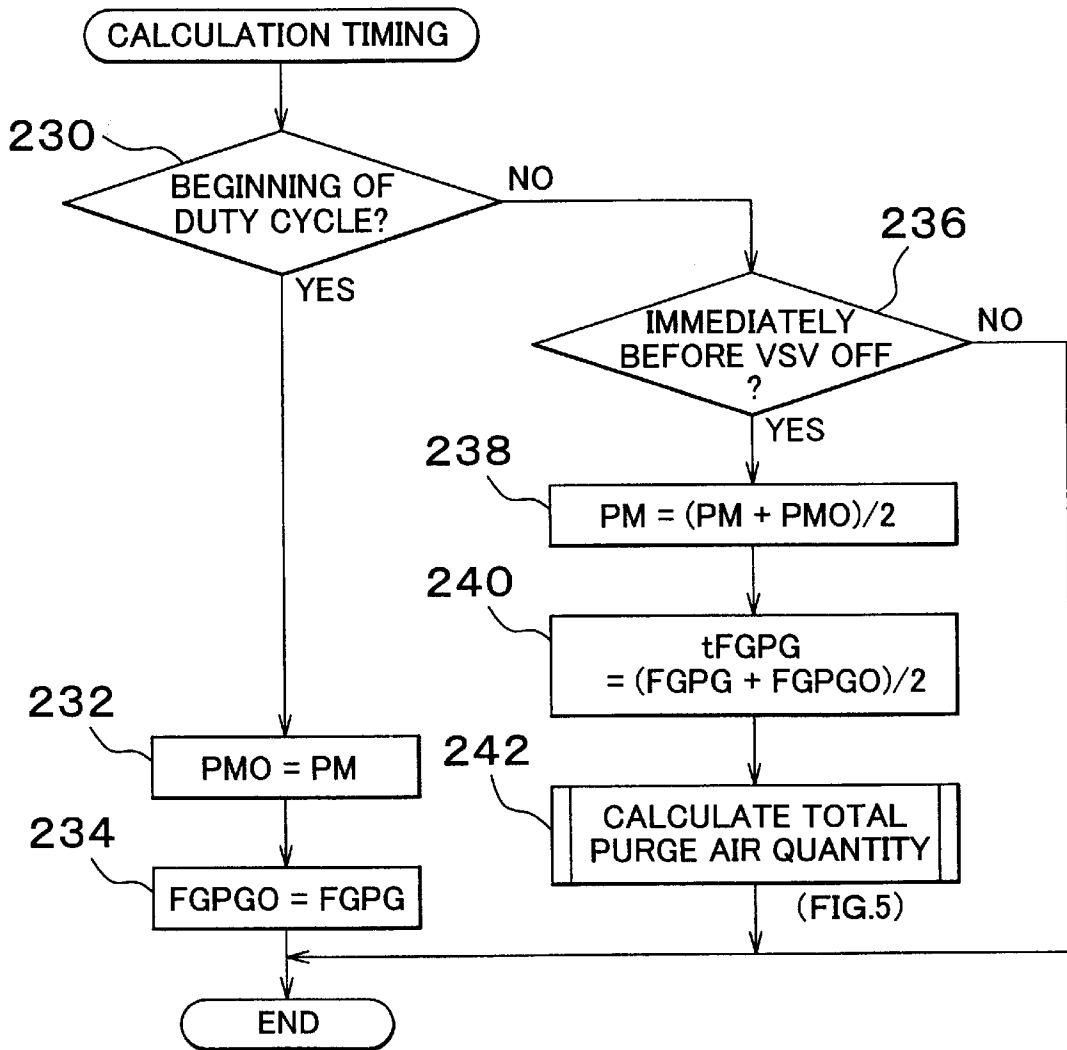 CALCULATION TIMING
230
BEGINNING OF
DUTY CYCLE?
NO
YES
236
IMMEDIATELY
BEFORE VSV OFF
?
NO
YES
238
PM = (PM + PMO)/2
240
tFGPG
= (FGPG + FGPGO)/2
232
PMO = PM
242
CALCULATE TOTAL
PURGE AIR QUANTITY
(FIG.5)
234
FGPGO = FGPG
END